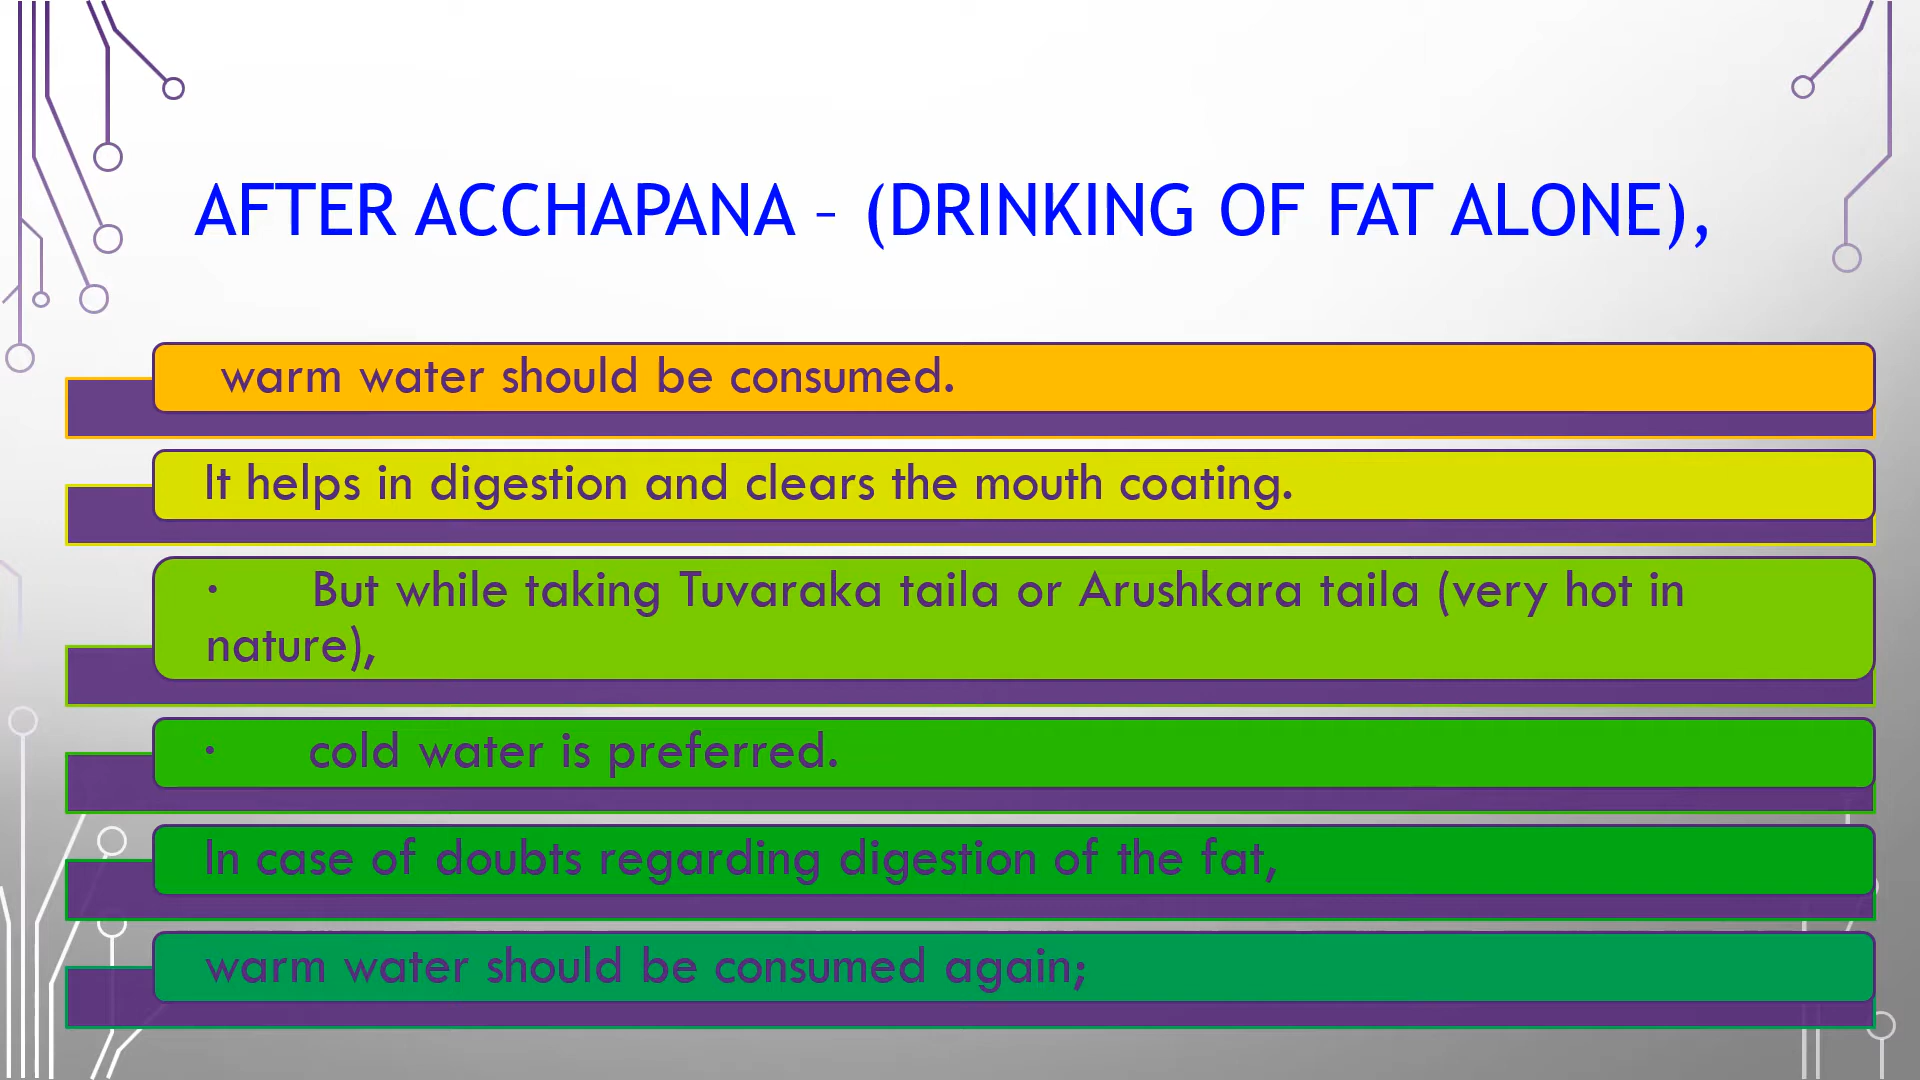 AFTER ACCHAPANA – (DRINKING OF FAT ALONE),
warm water should be consumed.
It helps in digestion and clears the mouth coating.
· But while taking Tuvaraka taila or Arushkara taila (very hot in
nature),
· cold water is preferred.
In case of doubts regarding digestion of the fat,
warm water should be consumed again;